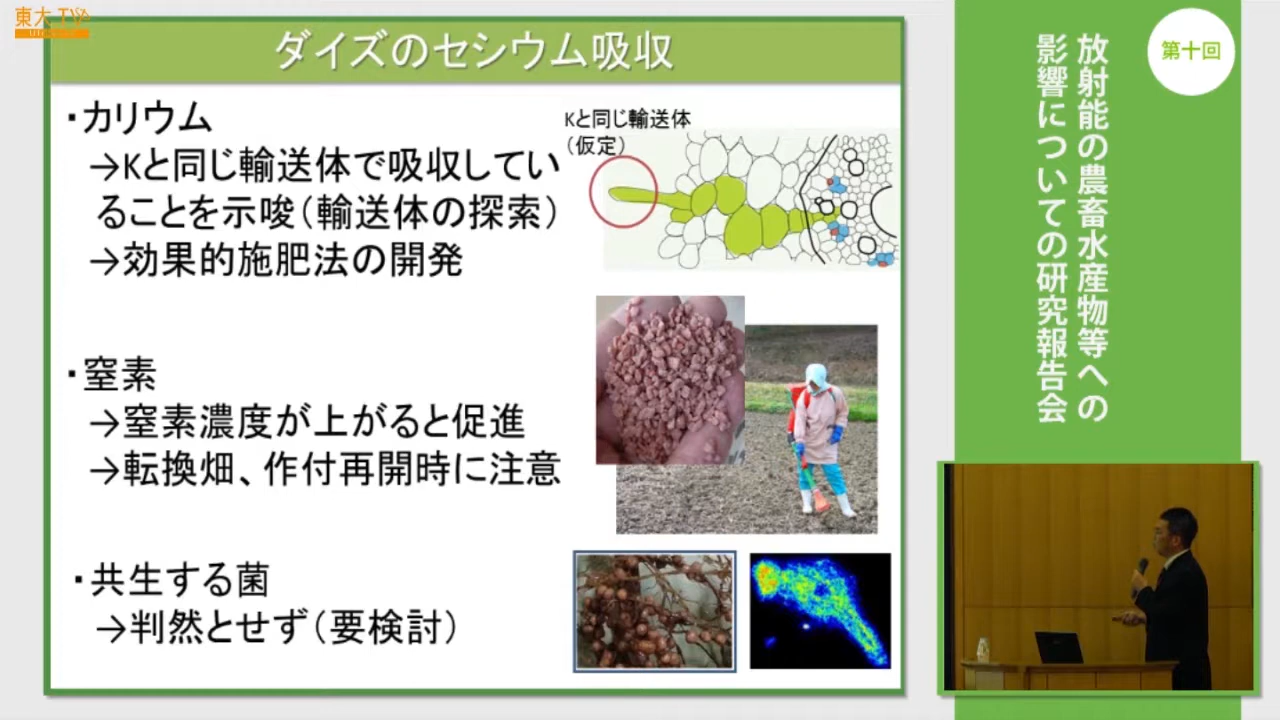 東大TV
ダイズのセシウム吸収
・カリウム
→Kと同じ輸送体で吸収してい
ることを示唆（輸送体の探索）
→効果的施肥法の開発
Kと同じ輸送体
（仮定）
・窒素
→窒素濃度が上がると促進
→転換畑、作付再開時に注意
・共生する菌
→判然とせず（要検討）
第十回
放射能の農畜水産物等への
影響についての研究報告会